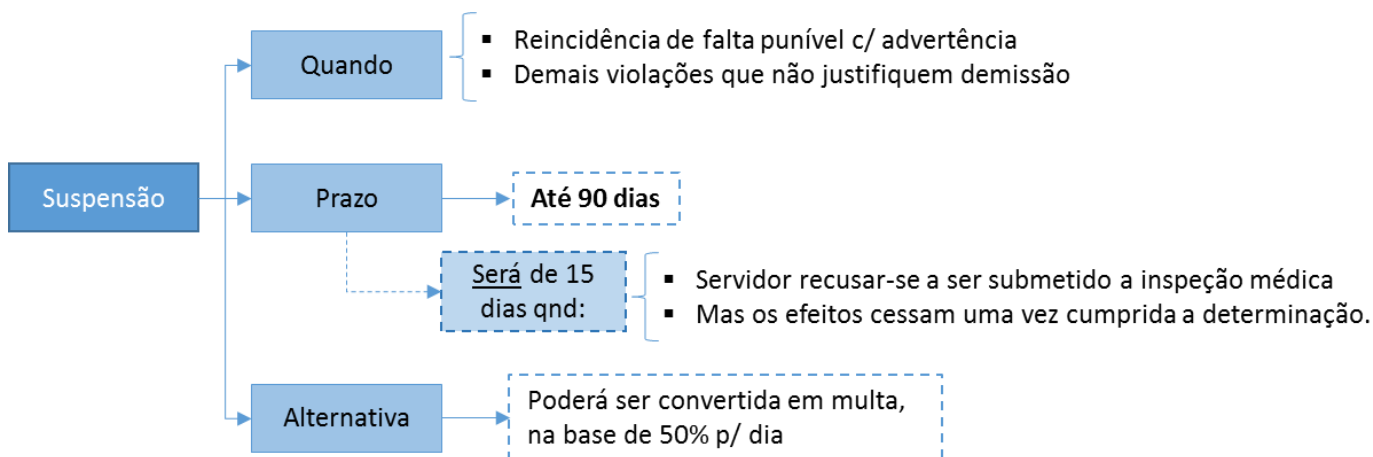 Suspensão
Quando
▪ Reincidência de falta punível c/ advertência
▪ Demais violações que não justifiquem demissão
Prazo
Até 90 dias
Será de 15
dias qnd:
▪ Servidor recusar-se a ser submetido a inspeção médica
▪ Mas os efeitos cessam uma vez cumprida a determinação.
Alternativa
Poderá ser convertida em multa,
na base de 50% p/ dia